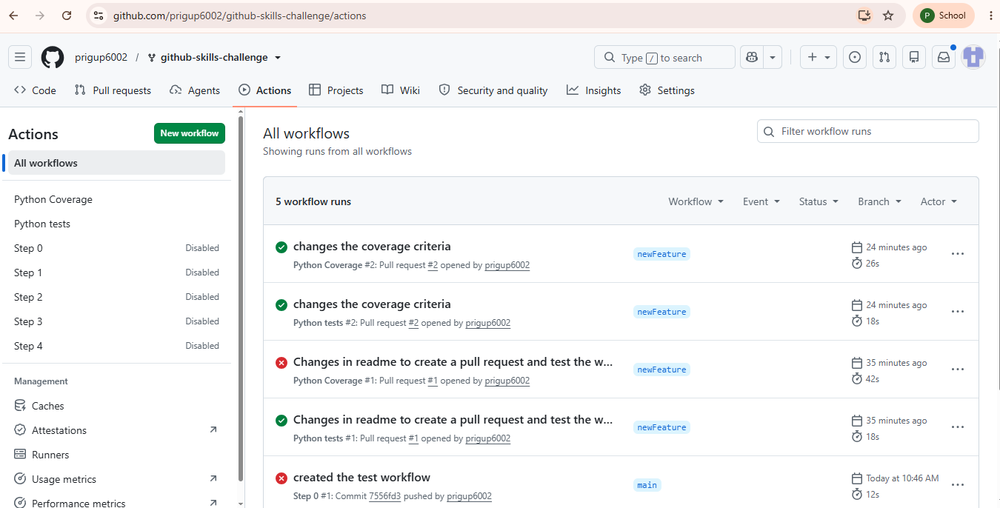 github.com/prigup6002/github-skills-challenge/actions
P School
prigup6002 / github-skills-challenge
Type / to search
Code Pull requests Agents Actions Projects Wiki Security and quality Insights Settings
Actions
New workflow
All workflows
Python Coverage
Python tests
Step 0 Disabled
Step 1 Disabled
Step 2 Disabled
Step 3 Disabled
Step 4 Disabled
Management
Caches
Attestations
Runners
Usage metrics
Performance metrics
All workflows
Showing runs from all workflows
Filter workflow runs
5 workflow runs
Workflow Event Status Branch Actor
changes the coverage criteria
Python Coverage #2: Pull request #2 opened by prigup6002
newFeature
24 minutes ago
26s
changes the coverage criteria
Python tests #2: Pull request #2 opened by prigup6002
newFeature
24 minutes ago
18s
Changes in readme to create a pull request and test the w...
Python Coverage #1: Pull request #1 opened by prigup6002
newFeature
35 minutes ago
42s
Changes in readme to create a pull request and test the w...
Python tests #1: Pull request #1 opened by prigup6002
newFeature
35 minutes ago
18s
created the test workflow
Step 0 #1: Commit 7556fd3 pushed by prigup6002
main
Today at 10:46 AM
12s